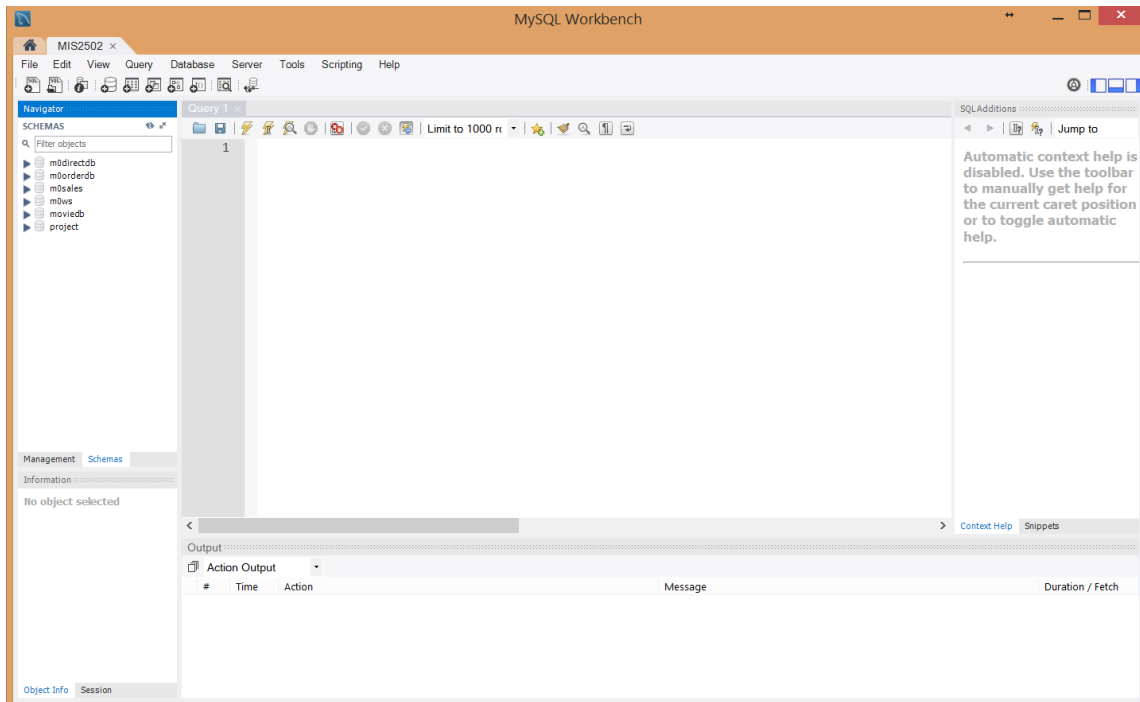 MySQL Workbench
MIS2502 ×
File Edit View Query Database Server Tools Scripting Help
Navigator
SCHEMAS
Filter objects
m0directdb
m0orderdb
m0sales
m0ws
moviedb
project
Management Schemas
Information
No object selected
Object Info Session
Query 1 ×
Limit to 1000 rc
1
Output
Action Output
# Time Action Message Duration / Fetch
SQLAdditions
Jump to
Automatic context help is
disabled. Use the toolbar
to manually get help for
the current caret position
or to toggle automatic
help.
Context Help Snippets